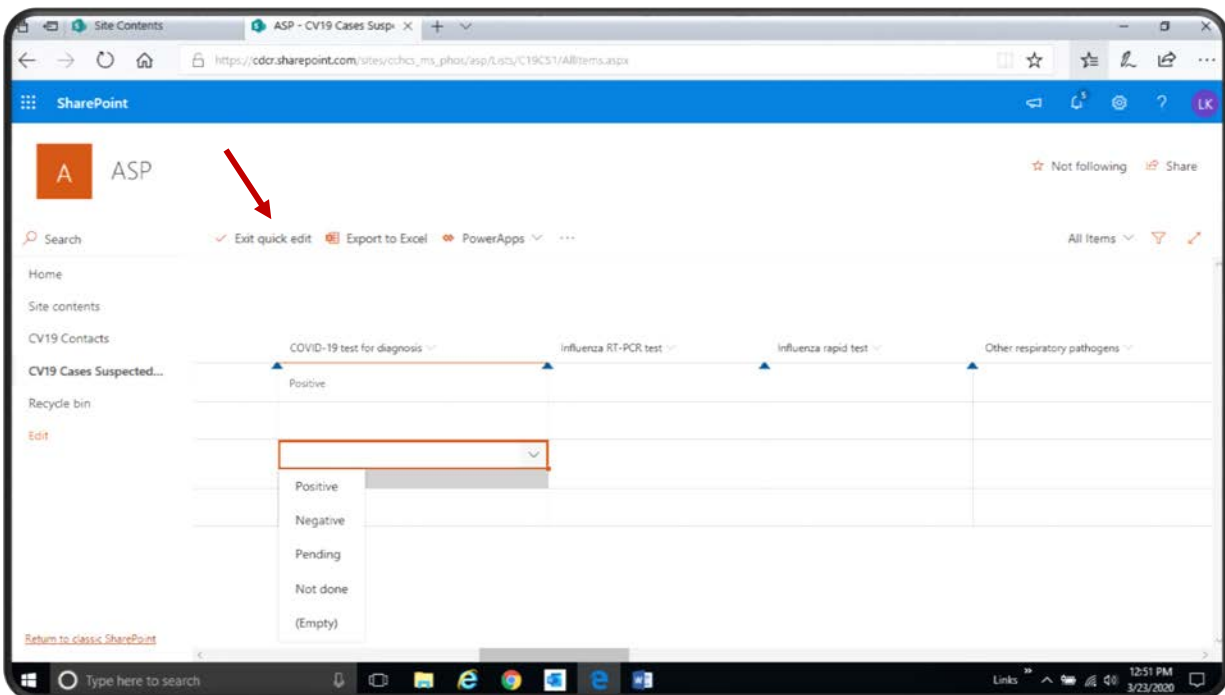 Site Contents
ASP - CV19 Cases Susp
https://cdcr.sharepoint.com/sites/cchcs_ms_phos/asp/Lists/C19CS1/AllItems.aspx
SharePoint
5
LK
A
ASP
Not following
Share
Search
Exit quick edit
Export to Excel
PowerApps
...
All Items
Home
Site contents
CV19 Contacts
CV19 Cases Suspected...
Recycle bin
Edit
COVID-19 test for diagnosis
Influenza RT-PCR test
Influenza rapid test
Other respiratory pathogens
Positive
Positive
Negative
Pending
Not done
(Empty)
Return to classic SharePoint
Type here to search
Links
12:51 PM
3/23/2020